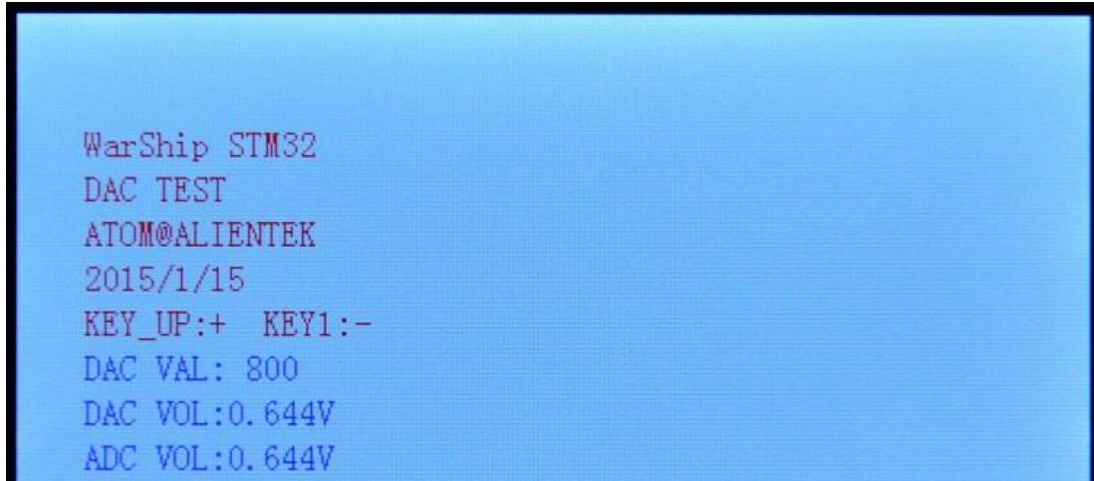 WarShip STM32
DAC TEST
ATOM@ALIENTEK
2015/1/15
KEY_UP:+  KEY1:-
DAC VAL: 800
DAC VOL:0.644V
ADC VOL:0.644V